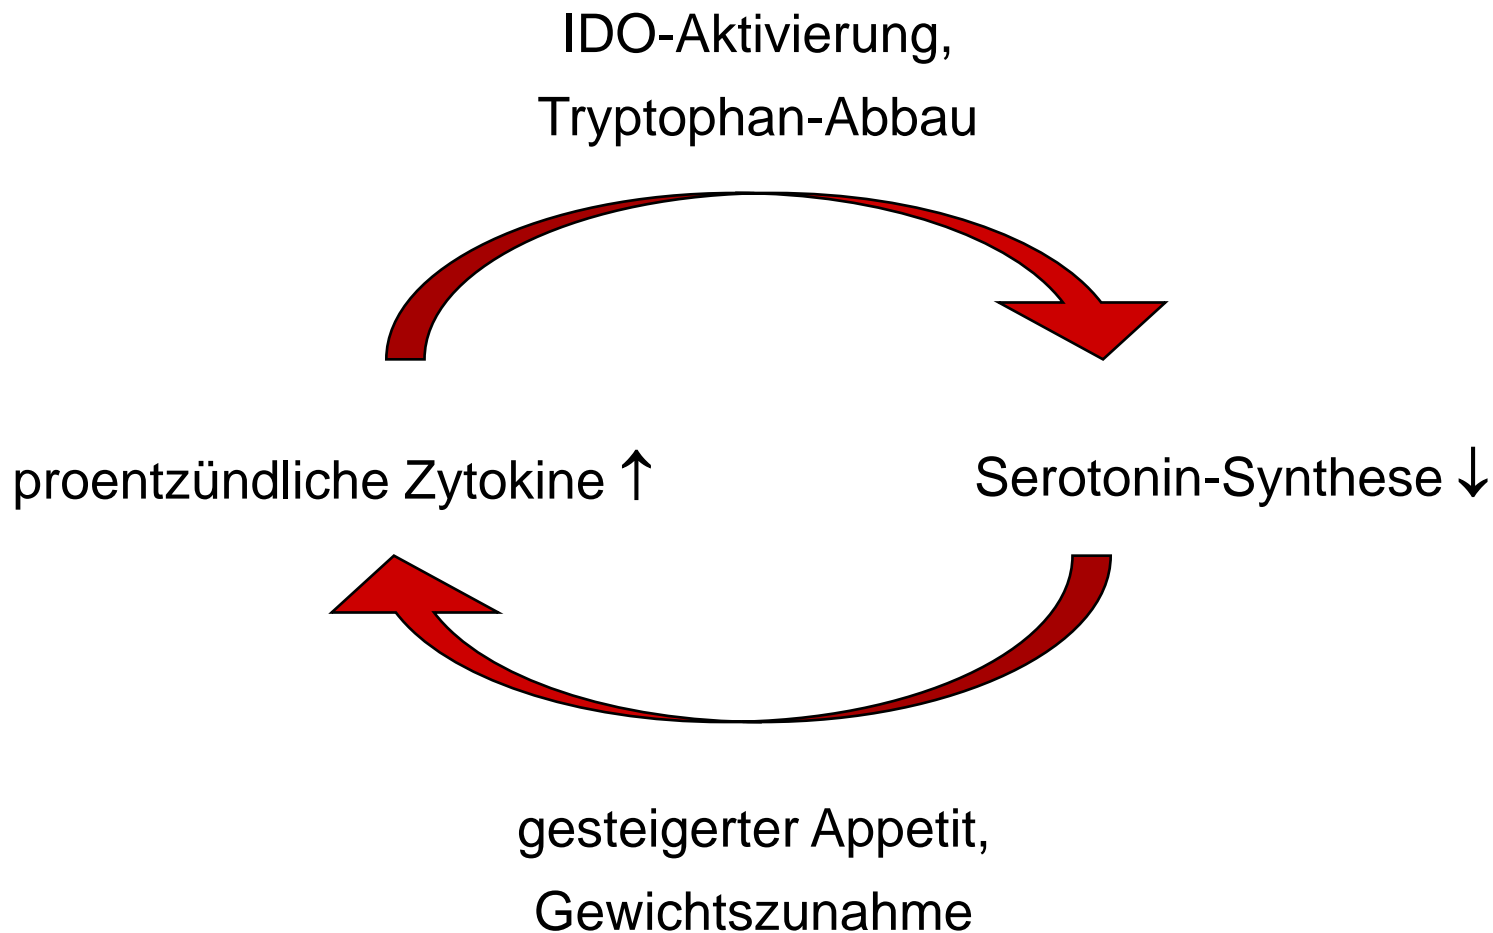 IDO-Aktivierung,
Tryptophan-Abbau
proentzündliche Zytokine ↑
Serotonin-Synthese ↓
gesteigerter Appetit,
Gewichtszunahme